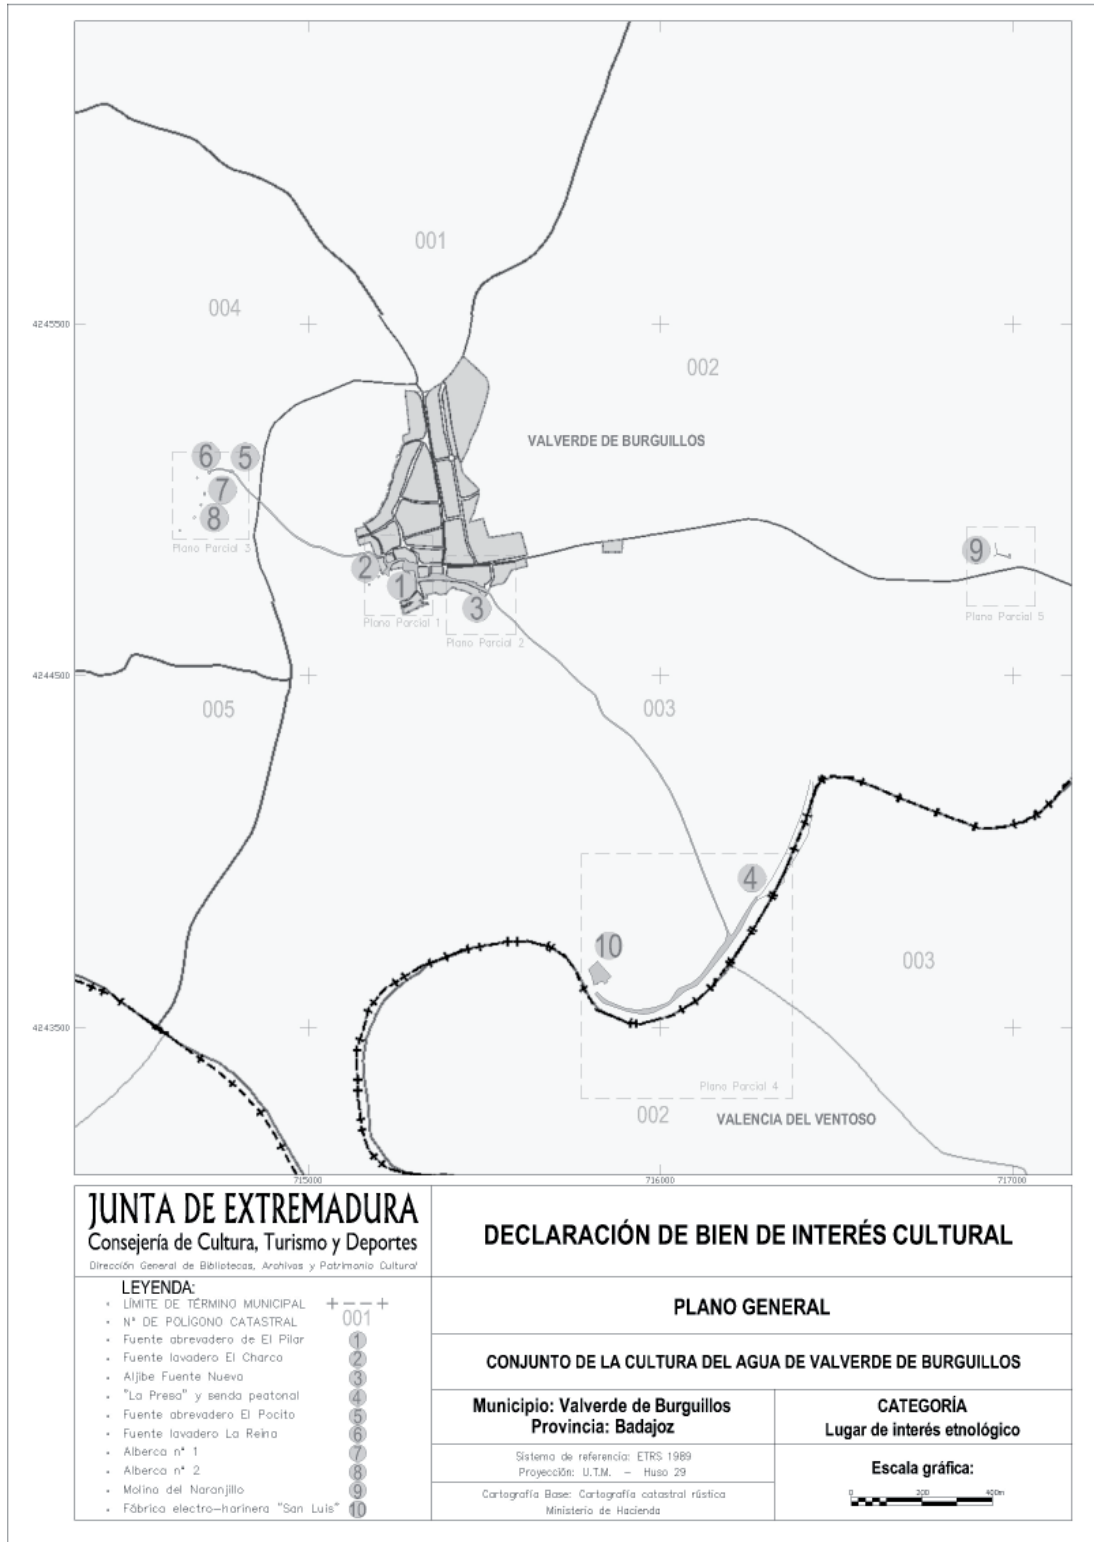 001
004
4245500
002
VALVERDE DE BURGUILLOS
6
5
7
8
Plano Parcial 3
9
2
1
3
Plano Parcial 1
Plano Parcial 5
Plano Parcial 2
4244500
005
003
4
10
003
4243500
Plano Parcial 4
002
VALENCIA DEL VENTOSO
715000
716000
717000
JUNTA DE EXTREMADURA
Consejería de Cultura, Turismo y Deportes
Dirección General de Bibliotecas, Archivos y Patrimonio Cultural
LEYENDA:
LÍMITE DE TÉRMINO MUNICIPAL
Nº DE POLÍGONO CATASTRAL 001
Fuente abrevadero de El Pilar 1
Fuente lavadero El Charco 2
Aljibe Fuente Nueva 3
"La Presa" y senda peatonal 4
Fuente abrevadero El Pocito 5
Fuente lavadero La Reina 6
Alberca nº 1 7
Alberca nº 2 8
Molino del Naranjillo 9
Fábrica electro-harinera "San Luis" 10
DECLARACIÓN DE BIEN DE INTERÉS CULTURAL
PLANO GENERAL
CONJUNTO DE LA CULTURA DEL AGUA DE VALVERDE DE BURGUILLOS
Municipio: Valverde de Burguillos
Provincia: Badajoz
Sistema de referencia: ETRS 1989
Proyección: U.T.M. - Huso 29
Cartografía Base: Cartografía catastral rústica
Ministerio de Hacienda
CATEGORÍA
Lugar de interés etnológico
Escala gráfica:
0 200 400m